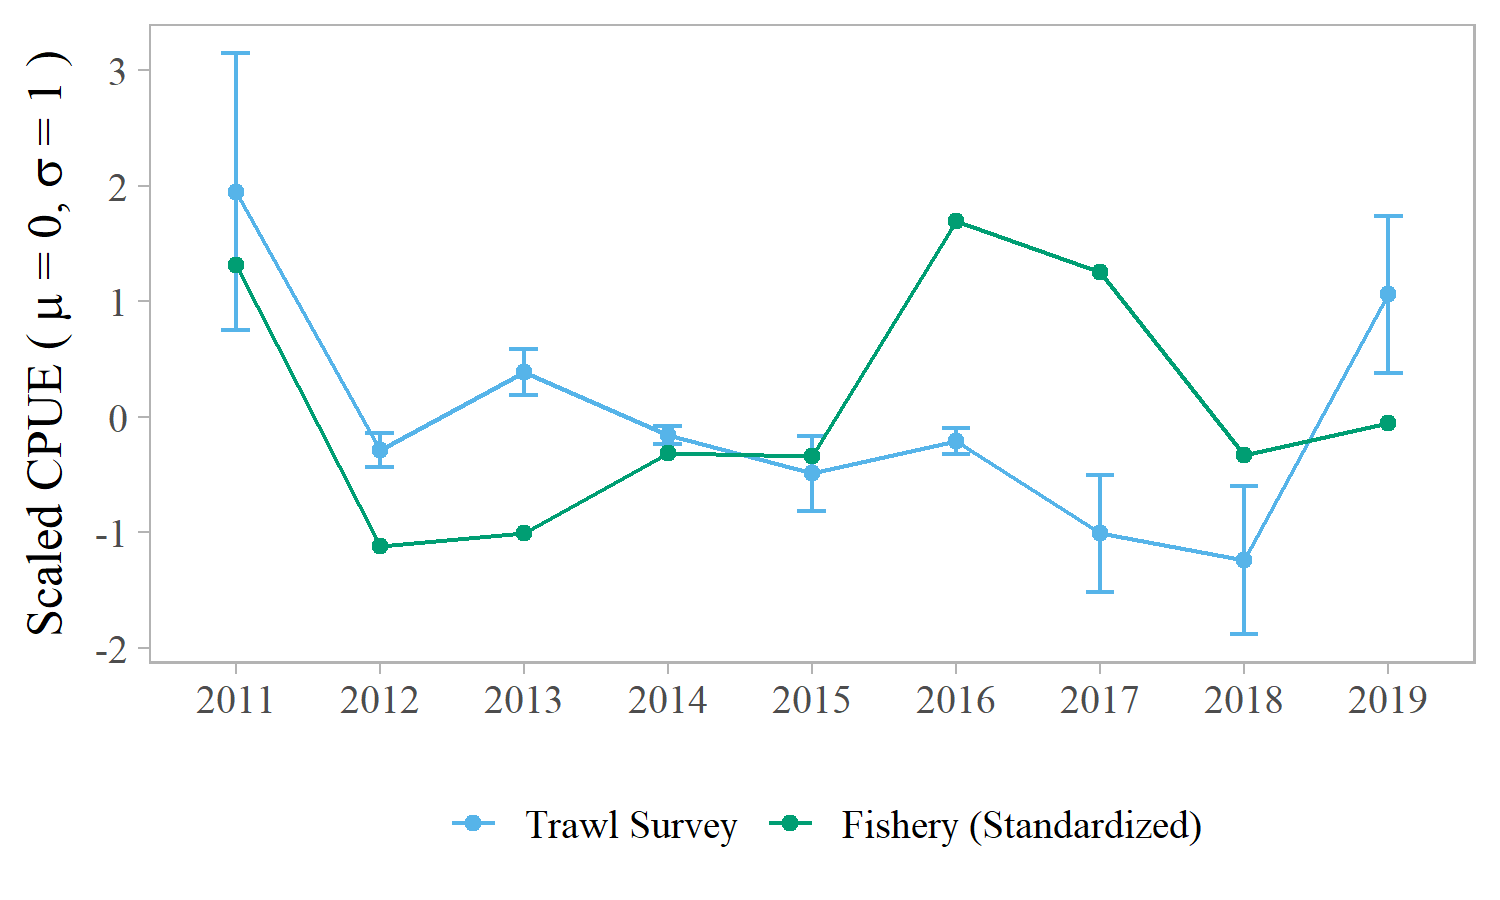 Scaled CPUE ( μ = 0, σ = 1 )
3
2
1
0
-1
-2
2011 2012 2013 2014 2015 2016 2017 2018 2019
Trawl Survey Fishery (Standardized)